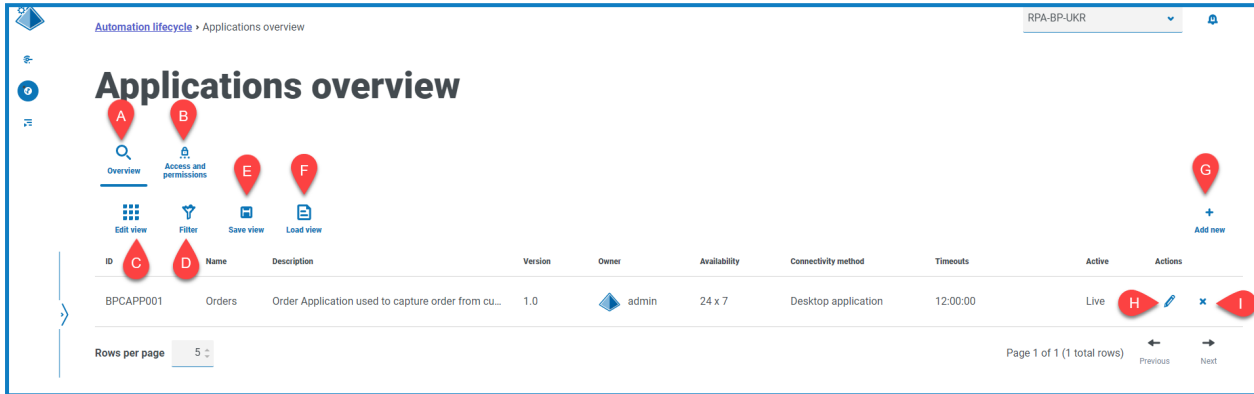 RPA-BP-UKR
Automation lifecycle › Applications overview
Applications overview
A
B
Overview
Access and
permissions
E
F
G
Edit view
Filter
Save view
Load view
Add new
C
D
ID
Name
Description
Version
Owner
Availability
Connectivity method
Timeouts
Active
Actions
BPCAPP001
Orders
Order Application used to capture order from cu...
1.0
admin
24 x 7
Desktop application
12:00:00
Live
H
I
Rows per page
5
Page 1 of 1 (1 total rows)
Previous
Next